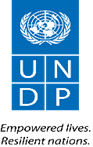 U N
D P
Empowered lives.
Resilient nations.